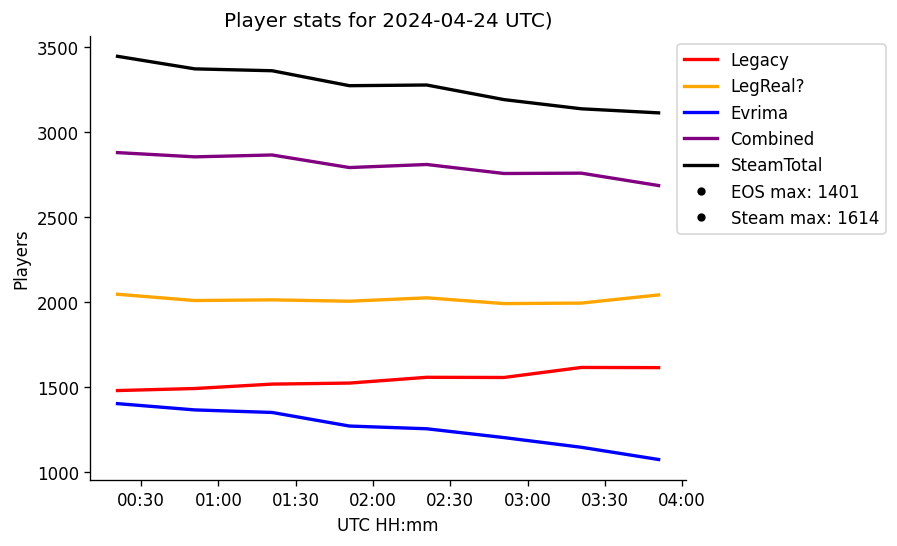 Player stats for 2024-04-24 UTC)
3500
3000
2500
2000
1500
1000
Players
00:30 01:00 01:30 02:00 02:30 03:00 03:30 04:00
UTC HH:mm
Legacy
LegReal?
Evrima
Combined
SteamTotal
EOS max: 1401
Steam max: 1614